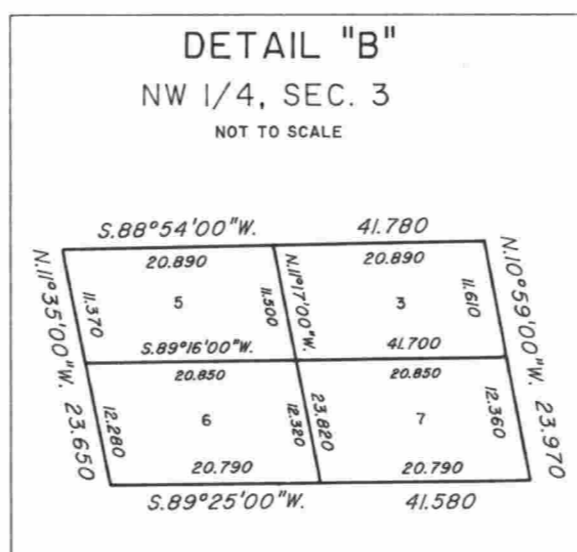 DETAIL "B"
NW 1/4, SEC. 3
NOT TO SCALE
S.88°54'00"W. 41.780
N.11°35'00"W. 23.650
20.890
20.890
N.10°59'00"W. 23.970
11.370
5
11.500
N.11°17'00"W. 23.820
3
11.610
S.89°16'00"W. 41.700
20.850
20.850
12.280
6
12.320
7
12.360
20.790
20.790
S.89°25'00"W. 41.580